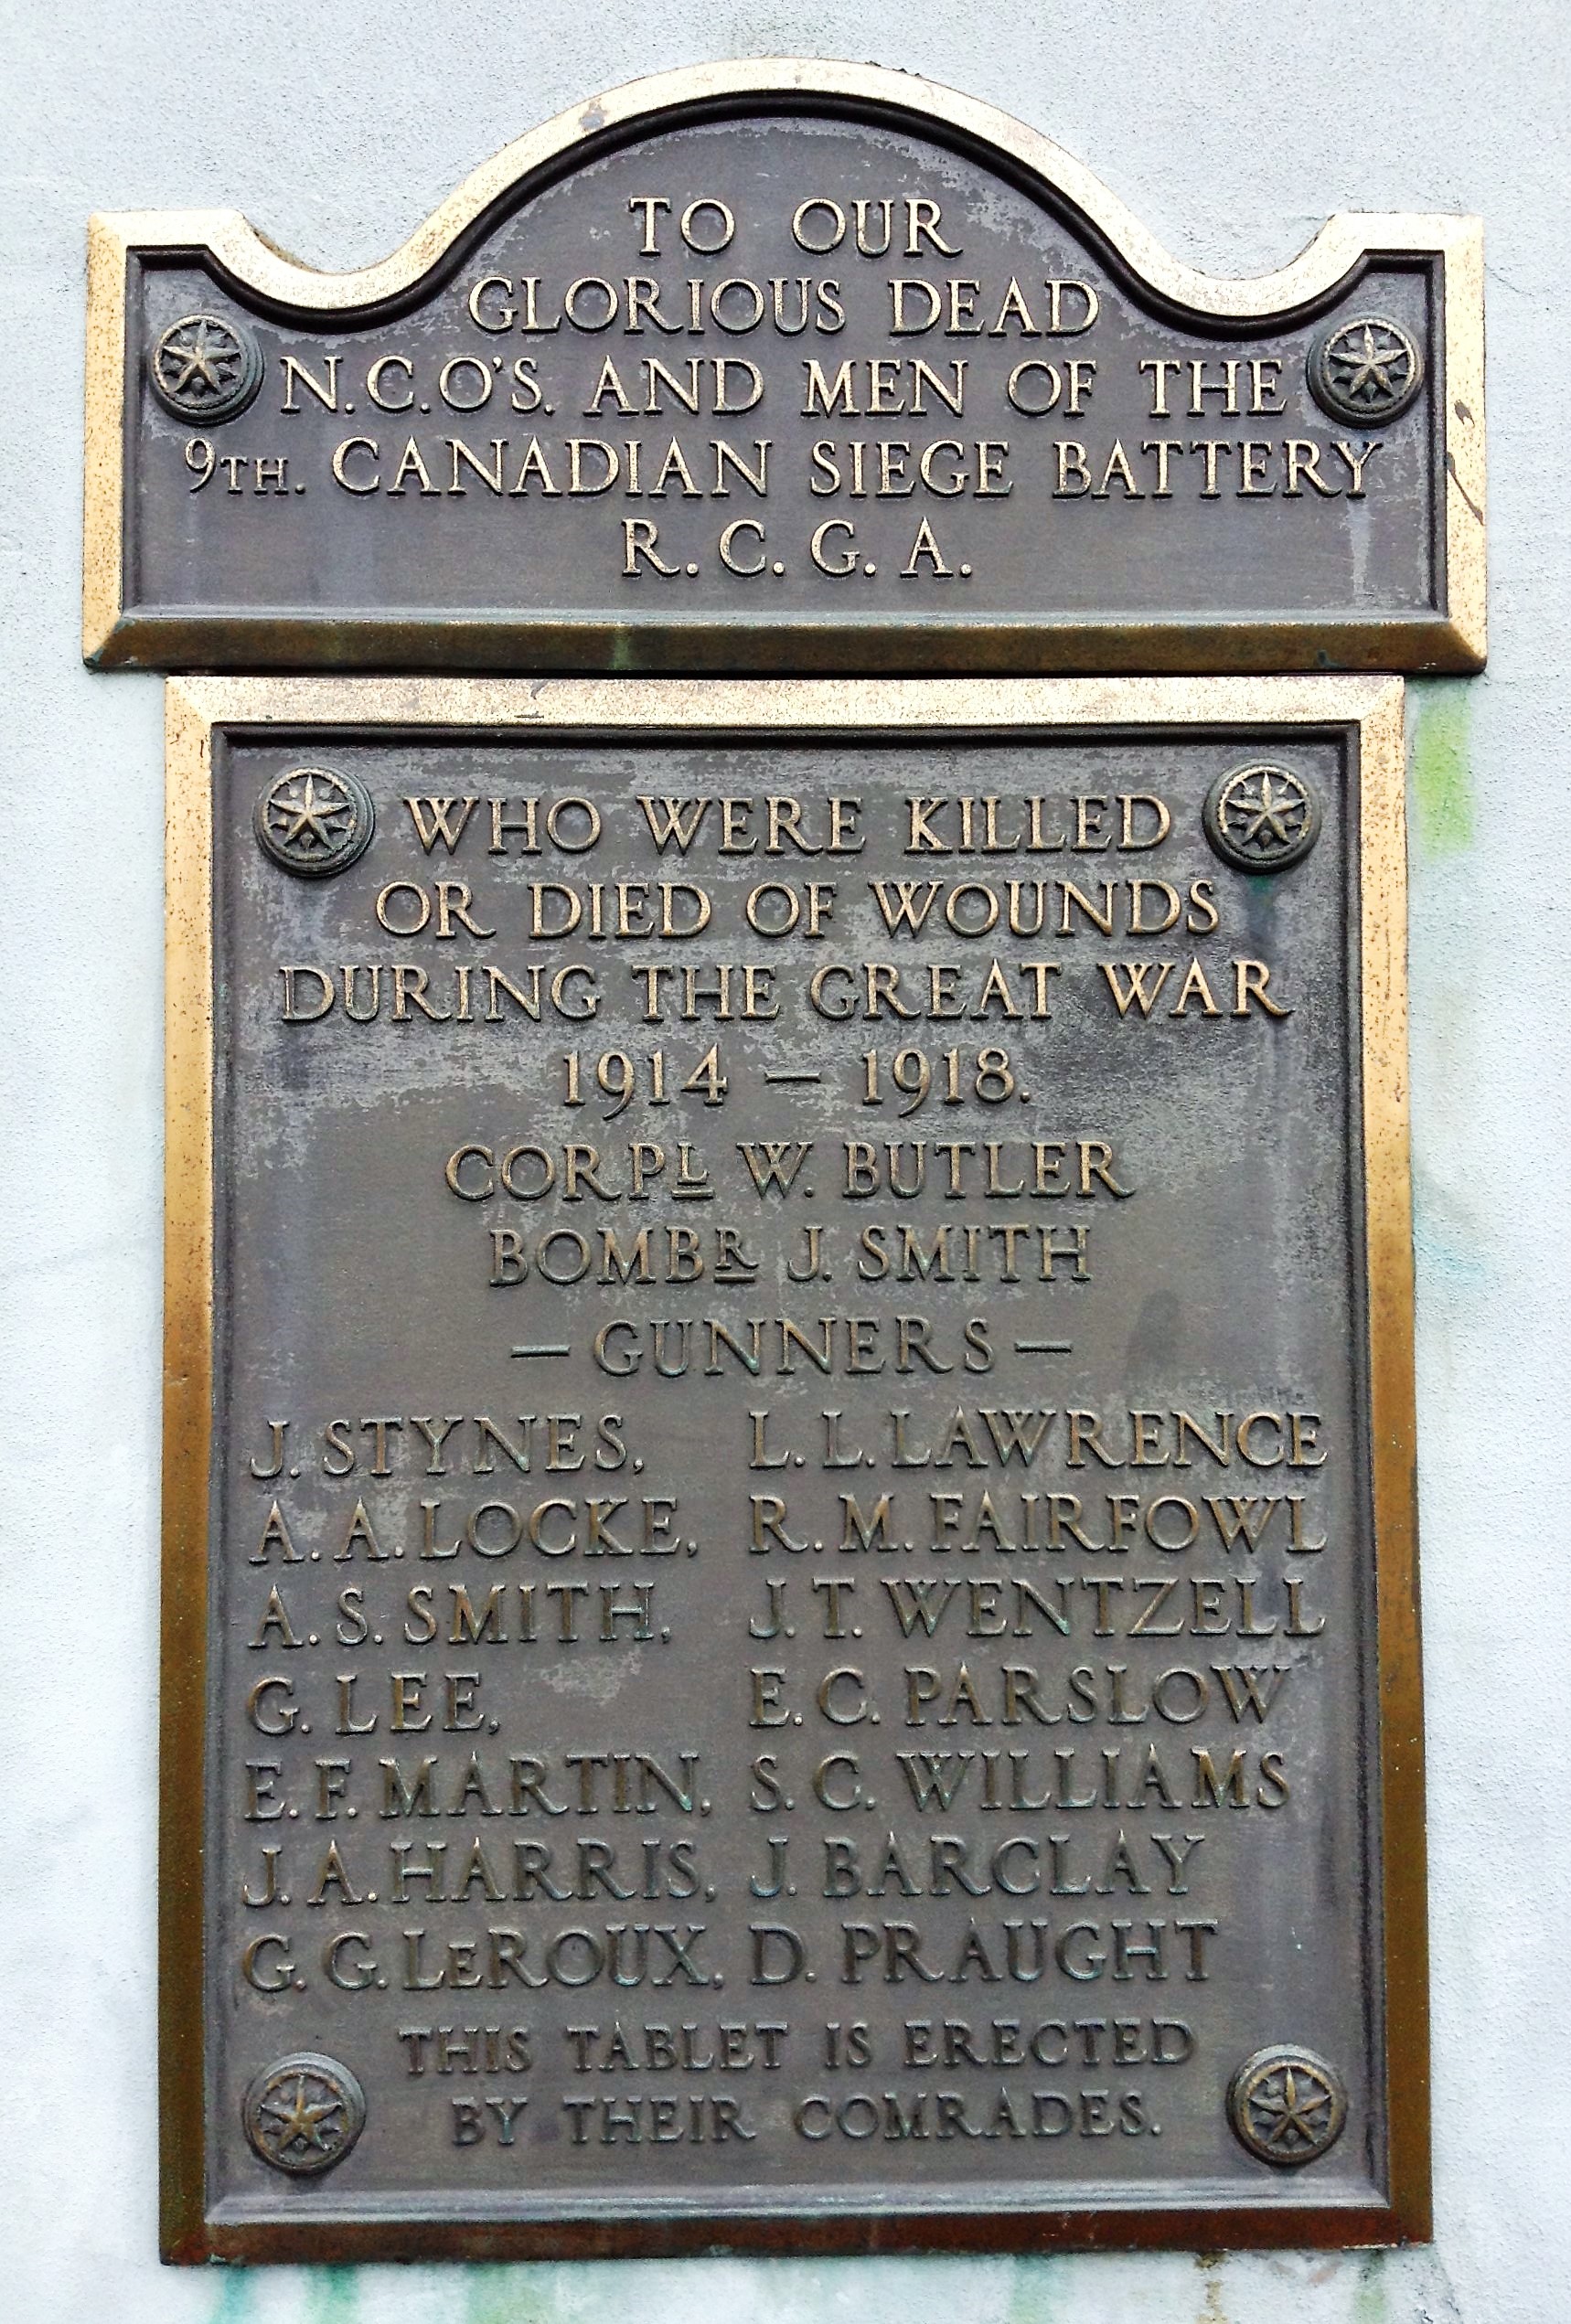 TO OUR
GLORIOUS DEAD
N.C.O'S. AND MEN OF THE
9TH. CANADIAN SIEGE BATTERY
R. C. G. A.
WHO WERE KILLED
OR DIED OF WOUNDS
DURING THE GREAT WAR
1914 — 1918.
CORPL W. BUTLER
BOMBR J. SMITH
— GUNNERS —
J. STYNES, L. L. LAWRENCE
A. A. LOCKE, R. M. FAIRFOWL
A. S. SMITH, J. T. WENTZELL
G. LEE, E. C. PARSLOW
E. F. MARTIN, S. C. WILLIAMS
J. A. HARRIS, J. BARCLAY
G. G. LEROUX, D. PRAUGHT
THIS TABLET IS ERECTED
BY THEIR COMRADES.